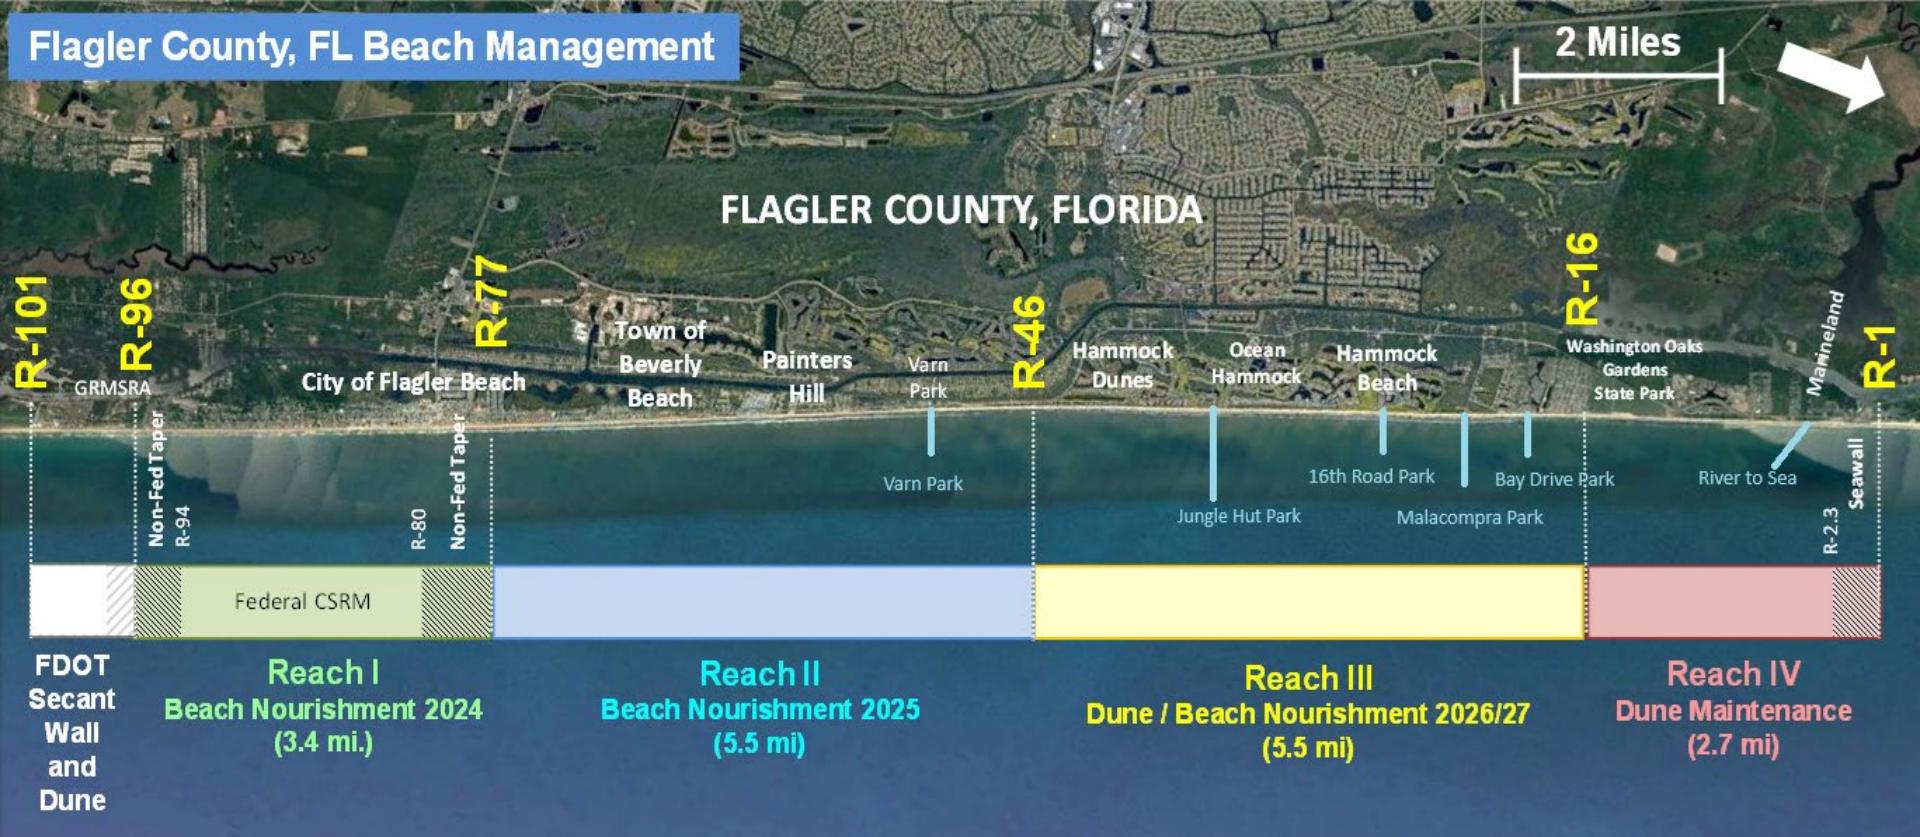 Flagler County, FL Beach Management
2 Miles
FLAGLER COUNTY, FLORIDA
R-101
R-96
R-77
R-46
R-16
R-1
GRMSRA
City of Flagler Beach
Town of
Beverly
Beach
Painters
Hill
Varn
Park
Hammock
Dunes
Ocean
Hammock
Hammock
Beach
Washington Oaks
Gardens
State Park
Marineland
Non-Fed Taper
R-94
R-80
Non-Fed Taper
Varn Park
Jungle Hut Park
16th Road Park
Malacompra Park
Bay Drive Park
River to Sea
R-2.3
Seawall
Federal CSRM
FDOT
Secant
Wall
and
Dune
Reach I
Beach Nourishment 2024
(3.4 mi.)
Reach II
Beach Nourishment 2025
(5.5 mi)
Reach III
Dune / Beach Nourishment 2026/27
(5.5 mi)
Reach IV
Dune Maintenance
(2.7 mi)